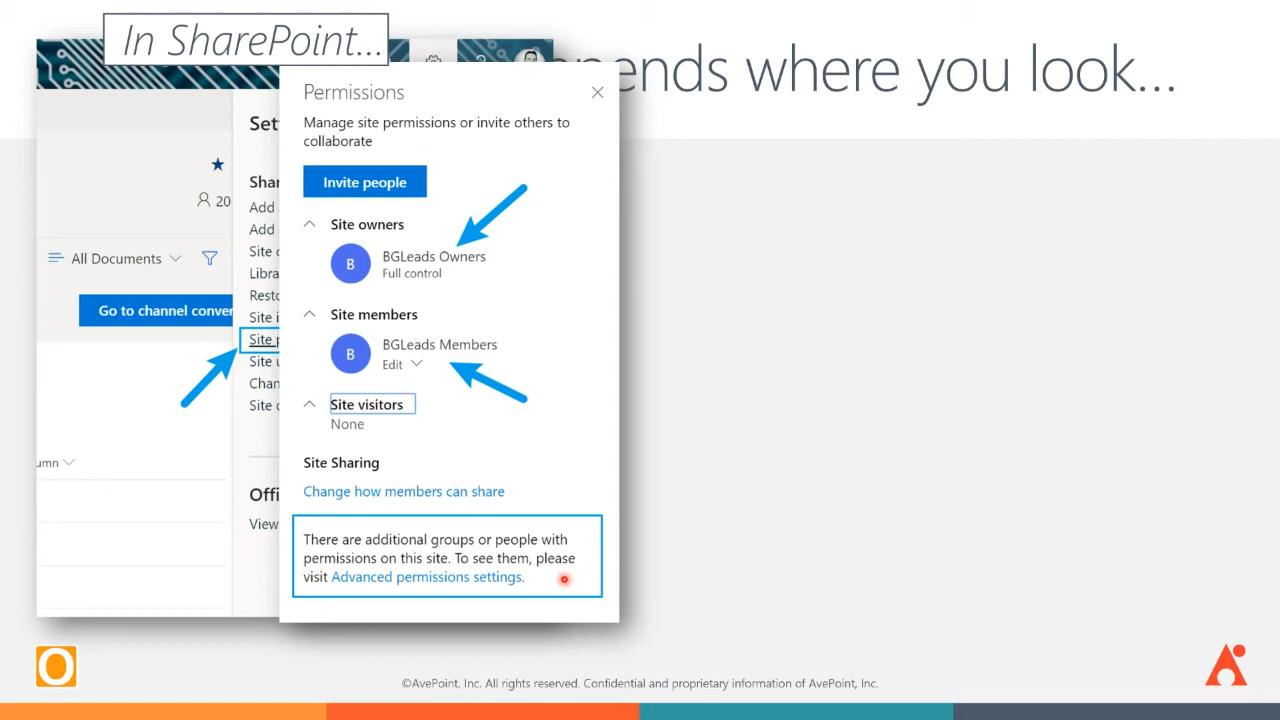 In SharePoint...
pends where you look...
Permissions
Manage site permissions or invite others to
collaborate
Invite people
Site owners
B
BGLeads Owners
Full control
Site members
B
BGLeads Members
Edit
Site visitors
None
Site Sharing
Change how members can share
There are additional groups or people with
permissions on this site. To see them, please
visit Advanced permissions settings.
20
All Documents
Go to channel conver
umn
Set
Shar
Add
Add
Site
Libra
Resto
Site i
Site p
Site u
Chan
Site
Offi
View
O
©AvePoint, Inc. All rights reserved. Confidential and proprietary information of AvePoint, Inc.